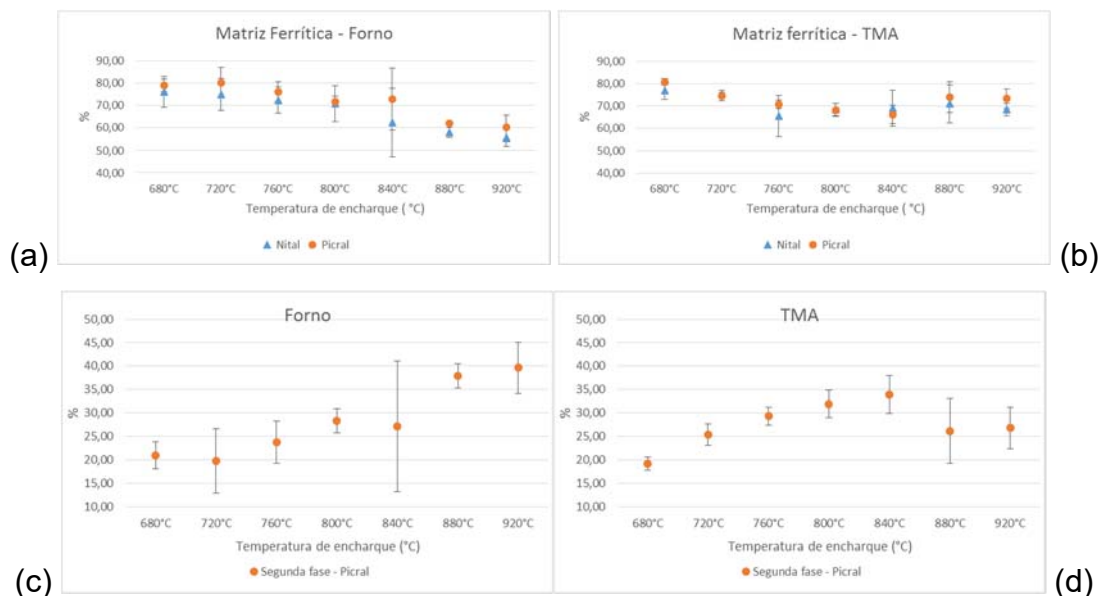 Matriz Ferrítica - Forno
90,00
80,00
70,00
60,00
50,00
40,00
%
680°C 720°C 760°C 800°C 840°C 880°C 920°C
Temperatura de encharque ( °C)
Nital Picral
(a)
Matriz ferrítica - TMA
90,00
80,00
70,00
60,00
50,00
40,00
%
680°C 720°C 760°C 800°C 840°C 880°C 920°C
Temperatura de encharque ( °C)
Nital Picral
(b)
Forno
50,00
45,00
40,00
35,00
30,00
25,00
20,00
15,00
10,00
%
680°C 720°C 760°C 800°C 840°C 880°C 920°C
Temperatura de encharque (°C)
Segunda fase - Picral
(c)
TMA
50,00
45,00
40,00
35,00
30,00
25,00
20,00
15,00
10,00
%
680°C 720°C 760°C 800°C 840°C 880°C 920°C
Temperatura de encharque (°C)
Segunda fase - Picral
(d)